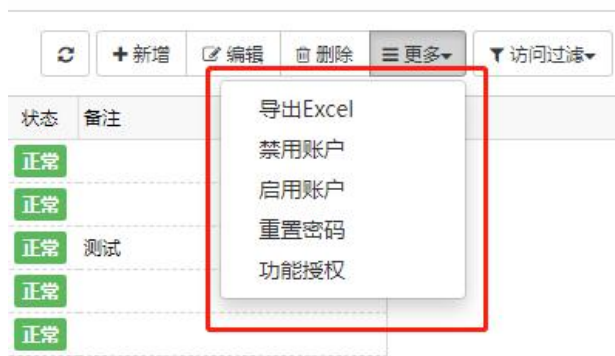 新增 编辑 删除 更多 访问过滤
状态 备注
导出Excel
正常
禁用账户
正常
启用账户
正常 测试
重置密码
功能授权
正常
正常